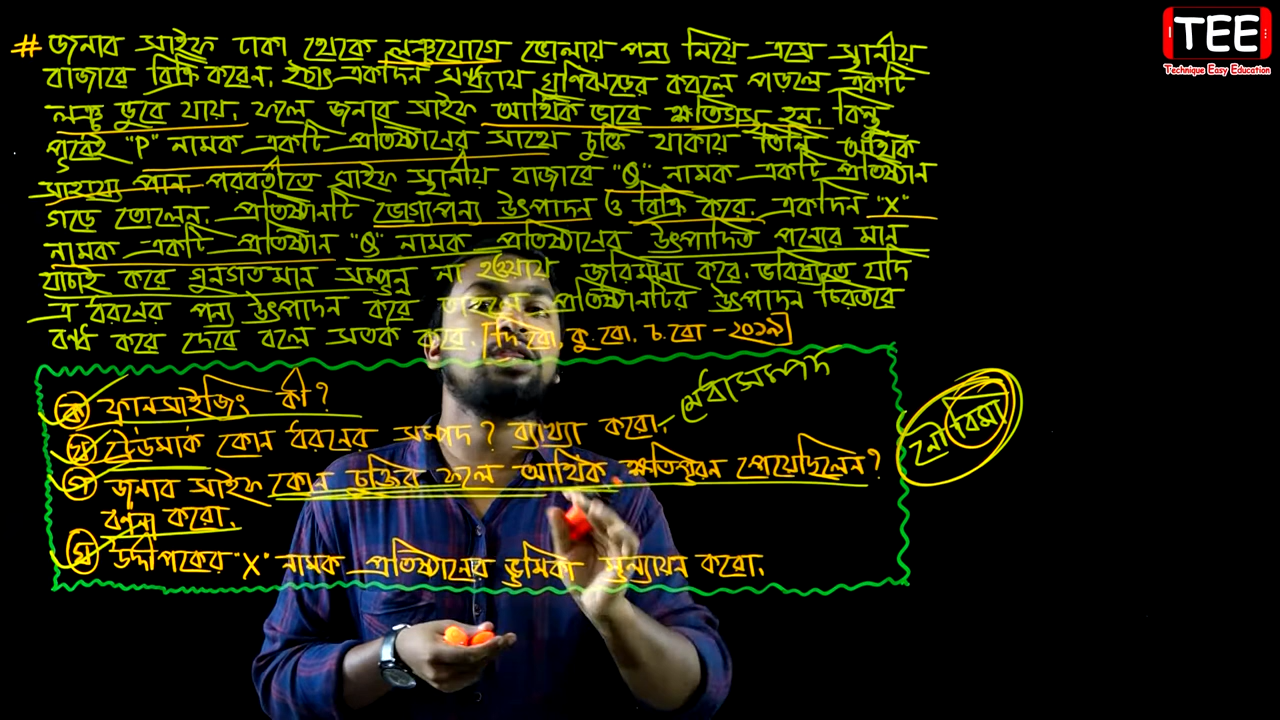 TEE
Technique Easy Education
# জনাব সাইফ ঢাকা থেকে লঞ্চযোগে ভোলায় পন্য নিয়ে এসে স্থানীয়
বাজারে বিক্রি করেন. হঠাৎ একদিন সন্ধ্যায় ঘূণিঝড়ের কবলে পড়লে একটি
লঞ্চ ডুবে যায়. ফলে জনাব সাইফ আর্থিক ভাবে ক্ষতিগ্রস্থ হন. কিন্তু
পূর্বেই "P" নামক একটি প্রতিষ্ঠানের সাথে চুক্তি থাকায় তিনি আর্থিক
সাহায্য পান. পরবর্তীতে সাইফ স্থানীয় বাজারে "Q" নামক একটি প্রতিষ্ঠান
গড়ে তোলেন. প্রতিষ্ঠানটি ভোগ্যপন্য উৎপাদন ও বিক্রি করে. একদিন "X"
নামক একটি প্রতিষ্ঠান "Q" নামক প্রতিষ্ঠানের উৎপাদিত পন্যের মান
যাচাই করে গুনগতমান সম্পন্ন না হওয়ায় জরিমানা করে. ভবিষ্যতে যদি
এ ধরনের পন্য উৎপাদন করে তাহলে প্রতিষ্ঠানটির উৎপাদন চিরতরে
বন্ধ করে দেবে বলে সতর্ক করে. [দি. বো, কু. বো. চ. বো - ২০১৯]
ক) ফ্রানসাইজিং কী?
খ) ট্রেডমার্ক কোন ধরনের সম্পদ? ব্যাখ্যা করো. মেধাসম্পদ
গ) জনাব সাইফ কোন চুক্তির ফলে আর্থিক ক্ষতিপূরন পেয়েছিলেন? নৌ বিমা
বর্ণনা করো.
ঘ) উদ্দীপকের "X" নামক প্রতিষ্ঠানের ভূমিকা মুল্যায়ন করো.